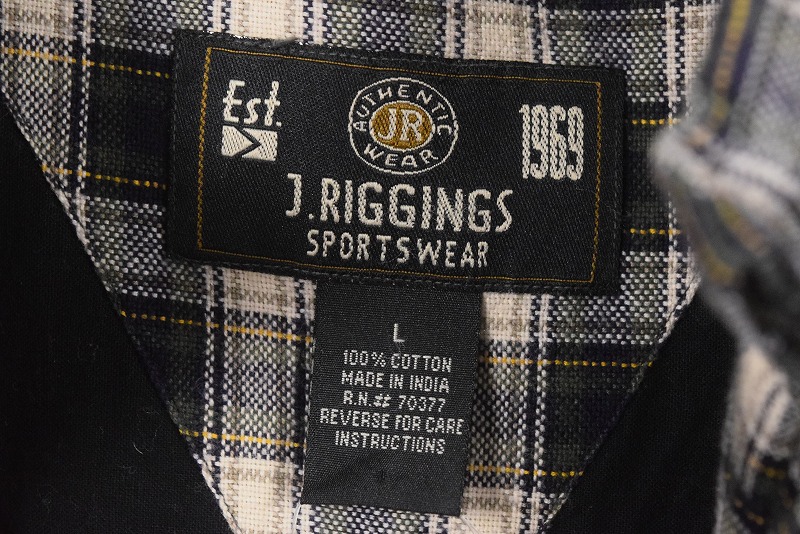 Est. 1969
AUTHENTIC
JR
WEAR
J.RIGGINGS
SPORTSWEAR
L
100% COTTON
MADE IN INDIA
R.N.## 70377
REVERSE FOR CARE
INSTRUCTIONS